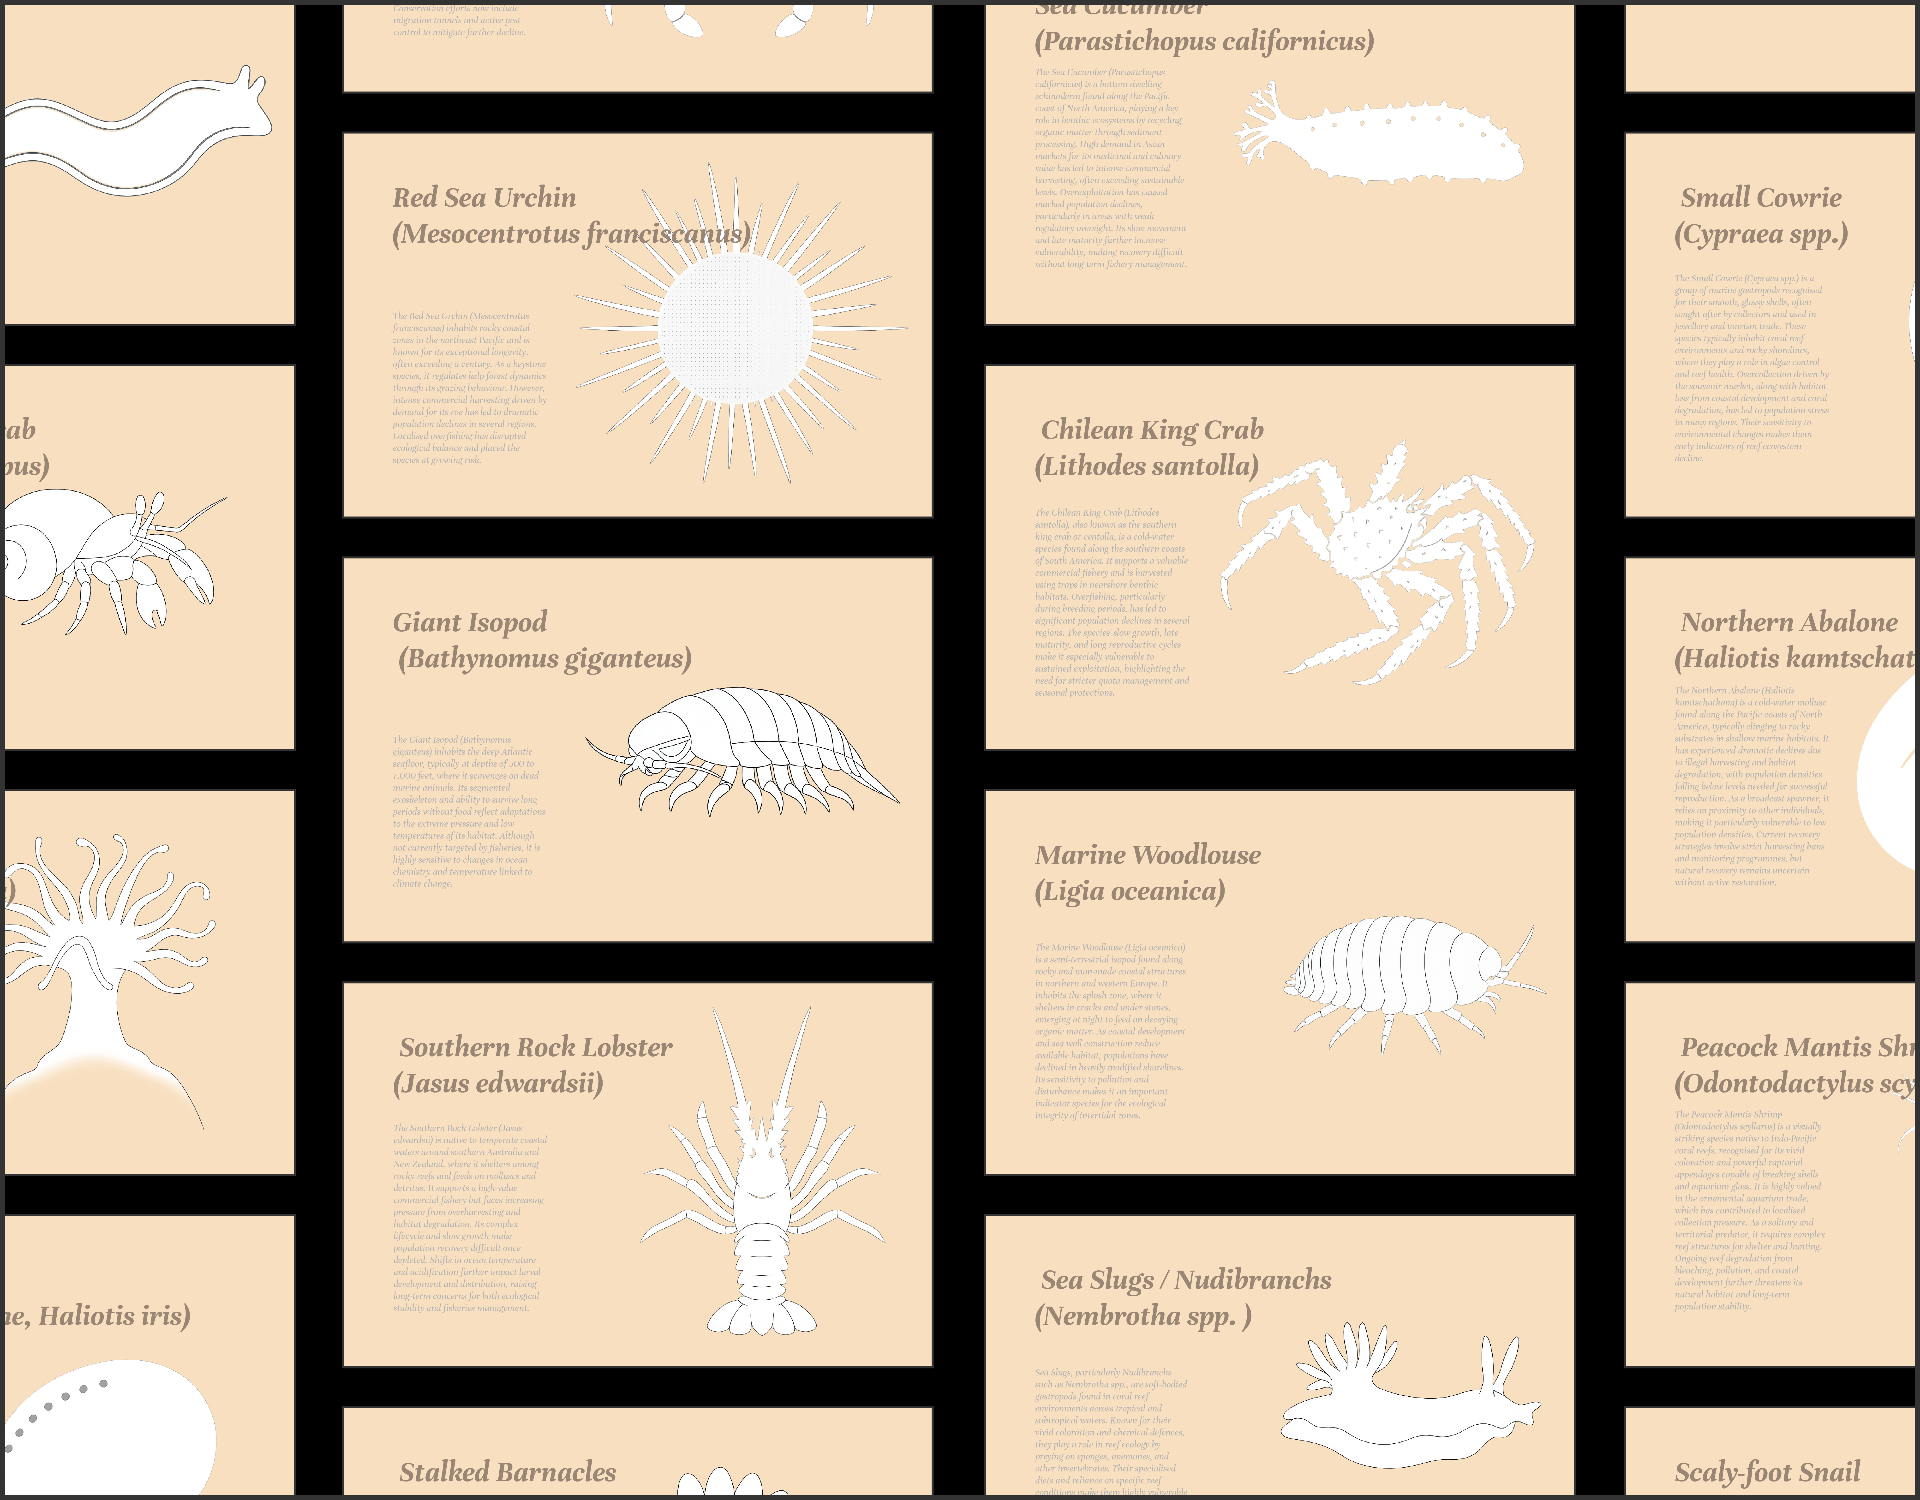 rab
pus)
a)
ne, Haliotis iris)
Conservation efforts now include
migration tunnels and active pest
control to mitigate further decline.
Red Sea Urchin
(Mesocentrotus franciscanus)
The Red Sea Urchin (Mesocentrotus
franciscanus) inhabits rocky coastal
zones in the northeast Pacific and is
known for its exceptional longevity,
often exceeding a century. As a keystone
species, it regulates kelp forest dynamics
through its grazing behaviour. However,
intense commercial harvesting driven by
demand for its roe has led to dramatic
population declines in several regions.
Localised overfishing has disrupted
ecological balance and placed the
species at growing risk.
Giant Isopod
(Bathynomus giganteus)
The Giant Isopod (Bathynomus
giganteus) inhabits the deep Atlantic
seafloor, typically at depths of 500 to
7,000 feet, where it scavenges on dead
marine animals. Its segmented
exoskeleton and ability to survive long
periods without food reflect adaptations
to the extreme pressure and low
temperatures of its habitat. Although
not currently targeted by fisheries, it is
highly sensitive to changes in ocean
chemistry and temperature linked to
climate change.
Southern Rock Lobster
(Jasus edwardsii)
The Southern Rock Lobster (Jasus
edwardsii) is native to temperate coastal
waters around southern Australia and
New Zealand, where it shelters among
rocky reefs and feeds on molluscs and
detritus. It supports a high-value
commercial fishery but faces increasing
pressure from overharvesting and
habitat degradation. Its complex
lifecycle and slow growth make
population recovery difficult once
depleted. Shifts in ocean temperature
and acidification further impact larval
development and distribution, raising
long-term concerns for both ecological
stability and fisheries management.
Stalked Barnacles
Sea Cucumber
(Parastichopus californicus)
The Sea Cucumber (Parastichopus
californicus) is a bottom dwelling
echinoderm found along the Pacific
coast of North America, playing a key
role in benthic ecosystems by recycling
organic matter through sediment
processing. High demand in Asian
markets for its medicinal and culinary
value has led to intense commercial
harvesting, often exceeding sustainable
levels. Overexploitation has caused
marked population declines,
particularly in areas with weak
regulatory oversight. Its slow movement
and late maturity further increase
vulnerability, making recovery difficult
without long-term fishery management.
Chilean King Crab
(Lithodes santolla)
The Chilean King Crab (Lithodes
santolla), also known as the southern
king crab or centolla, is a cold-water
species found along the southern coasts
of South America. It supports a valuable
commercial fishery and is harvested
using traps in nearshore benthic
habitats. Overfishing, particularly
during breeding periods, has led to
significant population declines in several
regions. The species' slow growth, late
maturity, and long reproductive cycles
make it especially vulnerable to
sustained exploitation, highlighting the
need for stricter quota management and
seasonal protections.
Marine Woodlouse
(Ligia oceanica)
The Marine Woodlouse (Ligia oceanica)
is a semi-terrestrial isopod found along
rocky and man-made coastal structures
in northern and western Europe. It
inhabits the splash zone, where it
shelters in cracks and under stones,
emerging at night to feed on decaying
organic matter. As coastal development
and sea wall construction reduce
available habitat, populations have
declined in heavily modified shorelines.
Its sensitivity to pollution and
disturbance makes it an important
indicator species for the ecological
integrity of intertidal zones.
Sea Slugs / Nudibranchs
(Nembrotha spp. )
Sea Slugs, particularly Nudibranchs
such as Nembrotha spp., are soft-bodied
gastropods found in coral reef
environments across tropical and
subtropical waters. Known for their
vivid coloration and chemical defences,
they play a role in reef ecology by
preying on sponges, anemones, and
other invertebrates. Their specialised
diets and reliance on specific reef
conditions make them highly vulnerable
Small Cowrie
(Cypraea spp.)
The Small Cowrie (Cypraea spp.) is a
group of marine gastropods recognised
for their smooth, glossy shells, often
sought after by collectors and used in
jewellery and tourism trade. These
species typically inhabit coral reef
environments and rocky shorelines,
where they play a role in algae control
and reef health. Overcollection driven by
the souvenir market, along with habitat
loss from coastal development and coral
degradation, has led to population stress
in many regions. Their sensitivity to
environmental changes makes them
early indicators of reef ecosystem
decline.
Northern Abalone
(Haliotis kamtschat
The Northern Abalone (Haliotis
kamtschatkana) is a cold-water mollusc
found along the Pacific coasts of North
America, typically clinging to rocky
substrates in shallow marine habitats. It
has experienced dramatic declines due
to illegal harvesting and habitat
degradation, with population densities
falling below levels needed for successful
reproduction. As a broadcast spawner, it
relies on proximity to other individuals,
making it particularly vulnerable to low
population densities. Current recovery
strategies involve strict harvesting bans
and monitoring programmes, but
natural recovery remains uncertain
without active restoration.
Peacock Mantis Shr
(Odontodactylus scy
The Peacock Mantis Shrimp
(Odontodactylus scyllarus) is a visually
striking species native to Indo-Pacific
coral reefs, recognised for its vivid
coloration and powerful raptorial
appendages capable of breaking shells
and aquarium glass. It is highly valued
in the ornamental aquarium trade,
which has contributed to localised
collection pressure. As a solitary and
territorial predator, it requires complex
reef structures for shelter and hunting.
Ongoing reef degradation from
bleaching, pollution, and coastal
development further threatens its
natural habitat and long-term
population stability.
Scaly-foot Snail